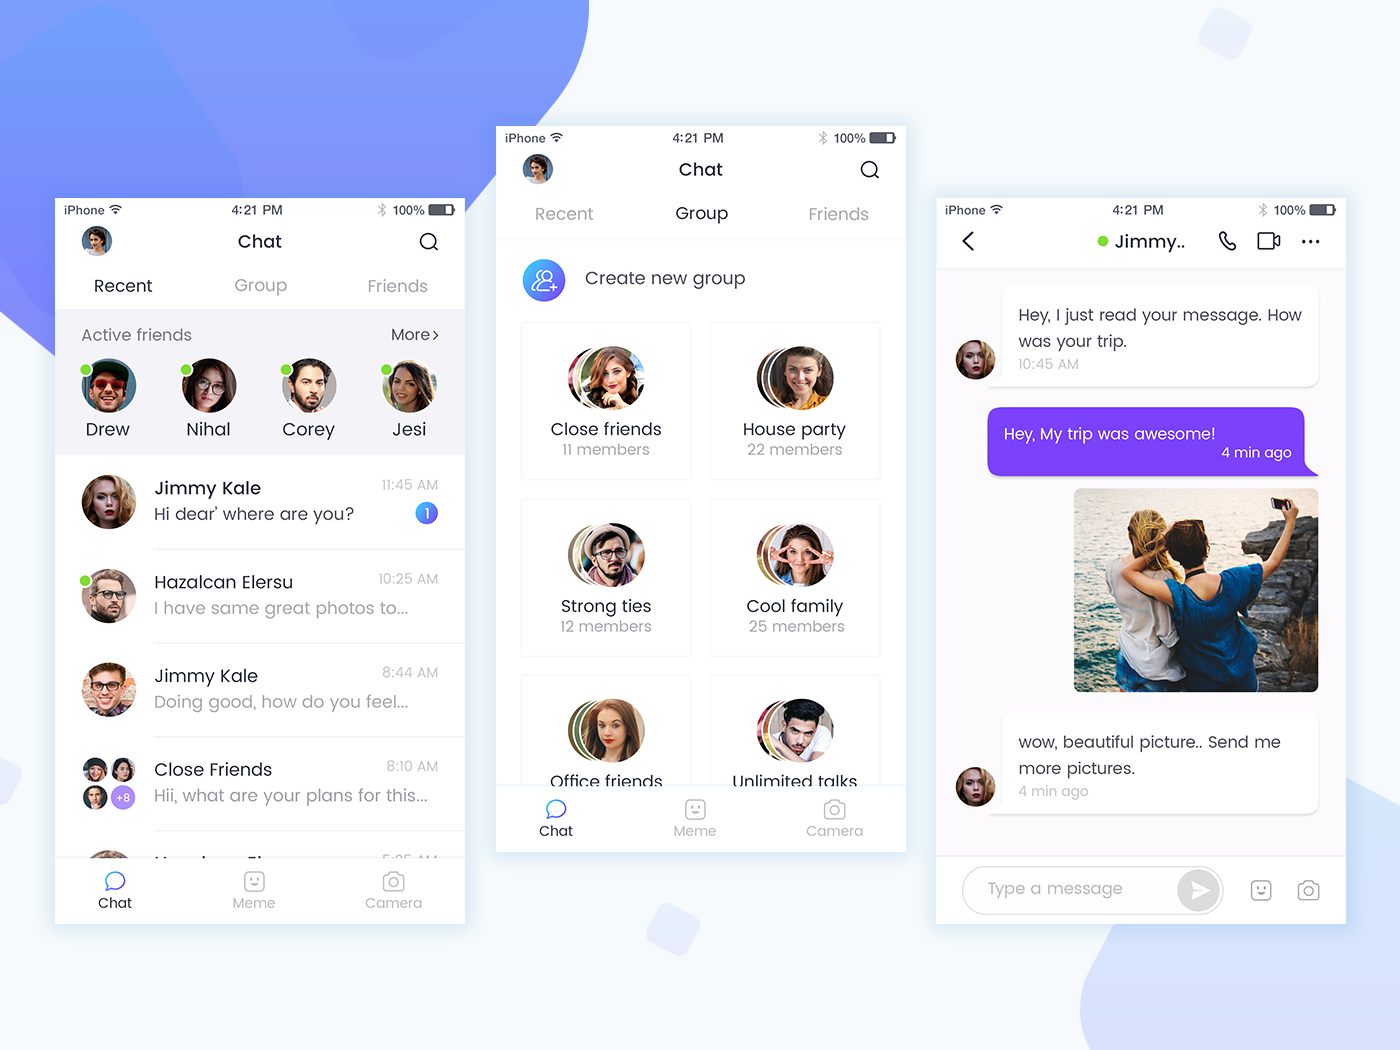 iPhone 4:21 PM 100%
Chat
Recent Group Friends
Active friends More
Drew Nihal Corey Jesi
Jimmy Kale 11:45 AM
Hi dear' where are you? 1
Hazalcan Elersu 10:25 AM
I have same great photos to...
Jimmy Kale 8:44 AM
Doing good, how do you feel...
Close Friends 8:10 AM
+8 Hii, what are your plans for this...
Chat Meme Camera
iPhone 4:21 PM 100%
Chat
Recent Group Friends
Create new group
Close friends House party
11 members 22 members
Strong ties Cool family
12 members 25 members
Office friends Unlimited talks
Chat Meme Camera
iPhone 4:21 PM 100%
Jimmy..
Hey, I just read your message. How
was your trip.
10:45 AM
Hey, My trip was awesome!
4 min ago
wow, beautiful picture.. Send me
more pictures.
4 min ago
Type a message